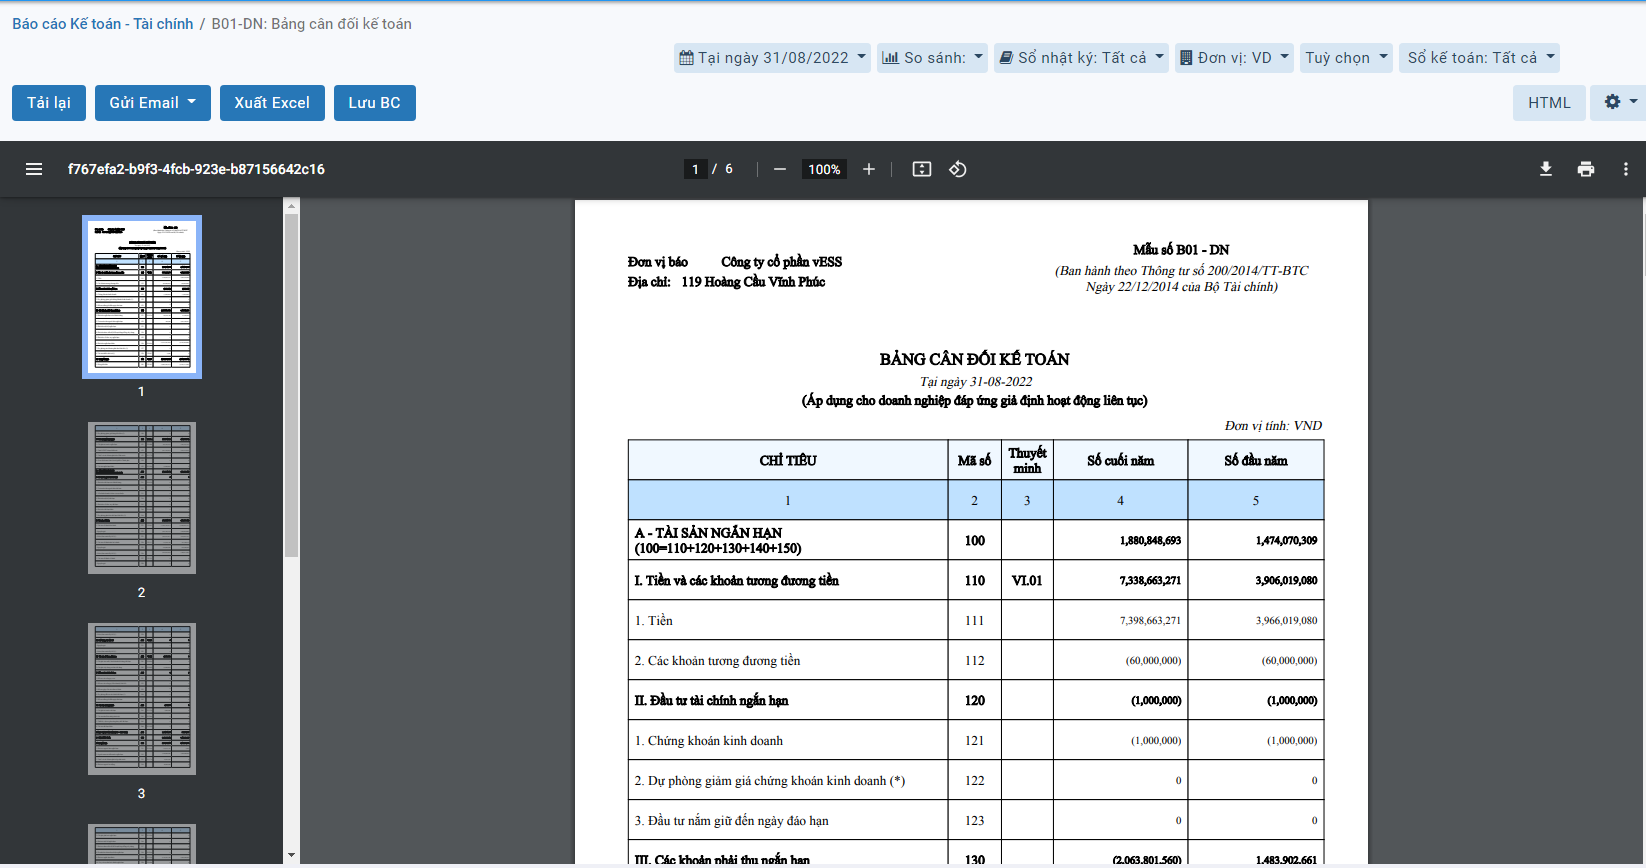 Báo cáo Kế toán - Tài chính / B01-DN: Bảng cân đối kế toán
Tại ngày 31/08/2022 So sánh: Sổ nhật ký: Tất cả Đơn vị: VD Tuỳ chọn Sổ kế toán: Tất cả
Tải lại Gửi Email Xuất Excel Lưu BC HTML
f767efa2-b9f3-4fcb-923e-b87156642c16 1 / 6 100%
1
2
3
Đơn vị báo Công ty cổ phần vESS
Địa chỉ: 119 Hoàng Cầu Vĩnh Phúc
Mẫu số B01 - DN
(Ban hành theo Thông tư số 200/2014/TT-BTC
Ngày 22/12/2014 của Bộ Tài chính)
BẢNG CÂN ĐỐI KẾ TOÁN
Tại ngày 31-08-2022
(Áp dụng cho doanh nghiệp đáp ứng giả định hoạt động liên tục)
Đơn vị tính: VND
CHỈ TIÊU Mã số Thuyết minh Số cuối năm Số đầu năm
1 2 3 4 5
A - TÀI SẢN NGẮN HẠN
(100=110+120+130+140+150) 100 1,880,848,693 1,474,070,309
I. Tiền và các khoản tương đương tiền 110 VI.01 7,338,663,271 3,906,019,080
1. Tiền 111 7,398,663,271 3,966,019,080
2. Các khoản tương đương tiền 112 (60,000,000) (60,000,000)
II. Đầu tư tài chính ngắn hạn 120 (1,000,000) (1,000,000)
1. Chứng khoán kinh doanh 121 (1,000,000) (1,000,000)
2. Dự phòng giảm giá chứng khoán kinh doanh (*) 122 0 0
3. Đầu tư nắm giữ đến ngày đáo hạn 123 0 0
III. Các khoản phải thu ngắn hạn 130 (2,063,801,560) 1,483,902,661